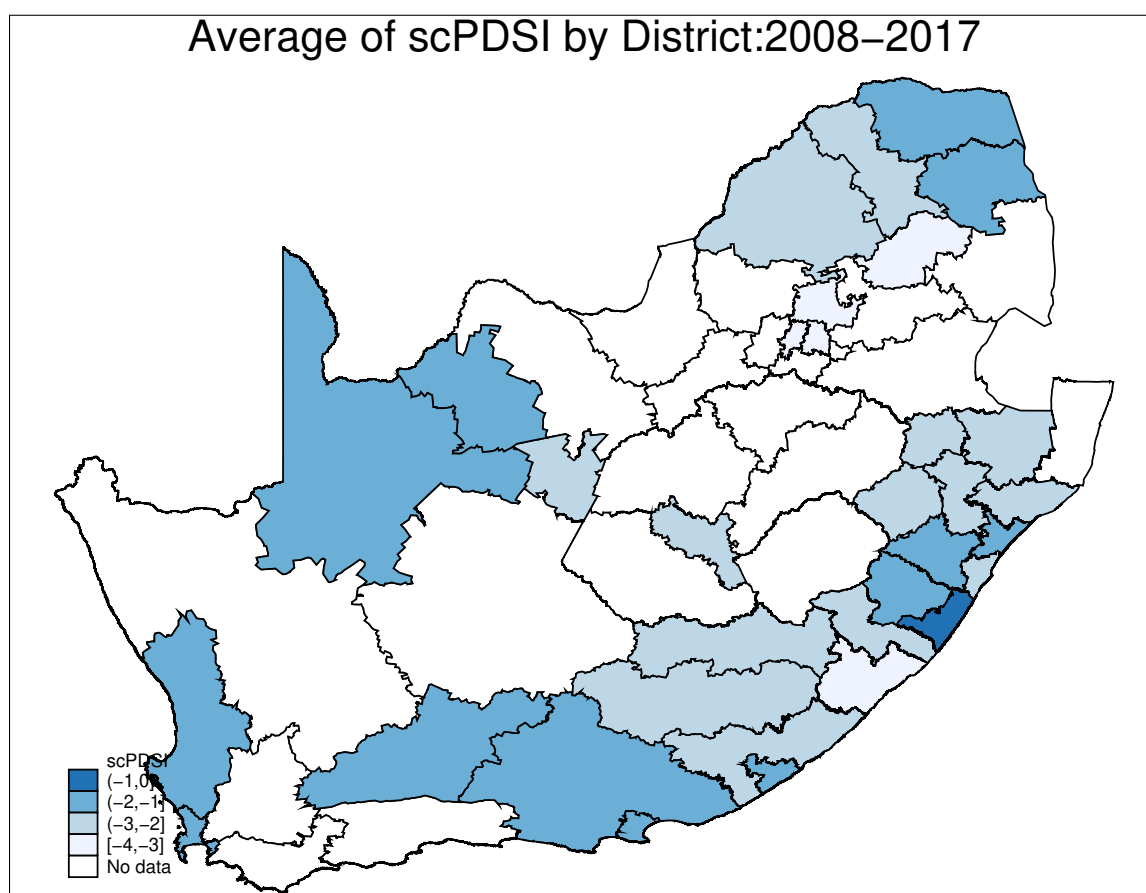 Average of scPDSI by District:2008−2017
scPDSI
(−1,0]
(−2,−1]
(−3,−2]
[−4,−3]
No data